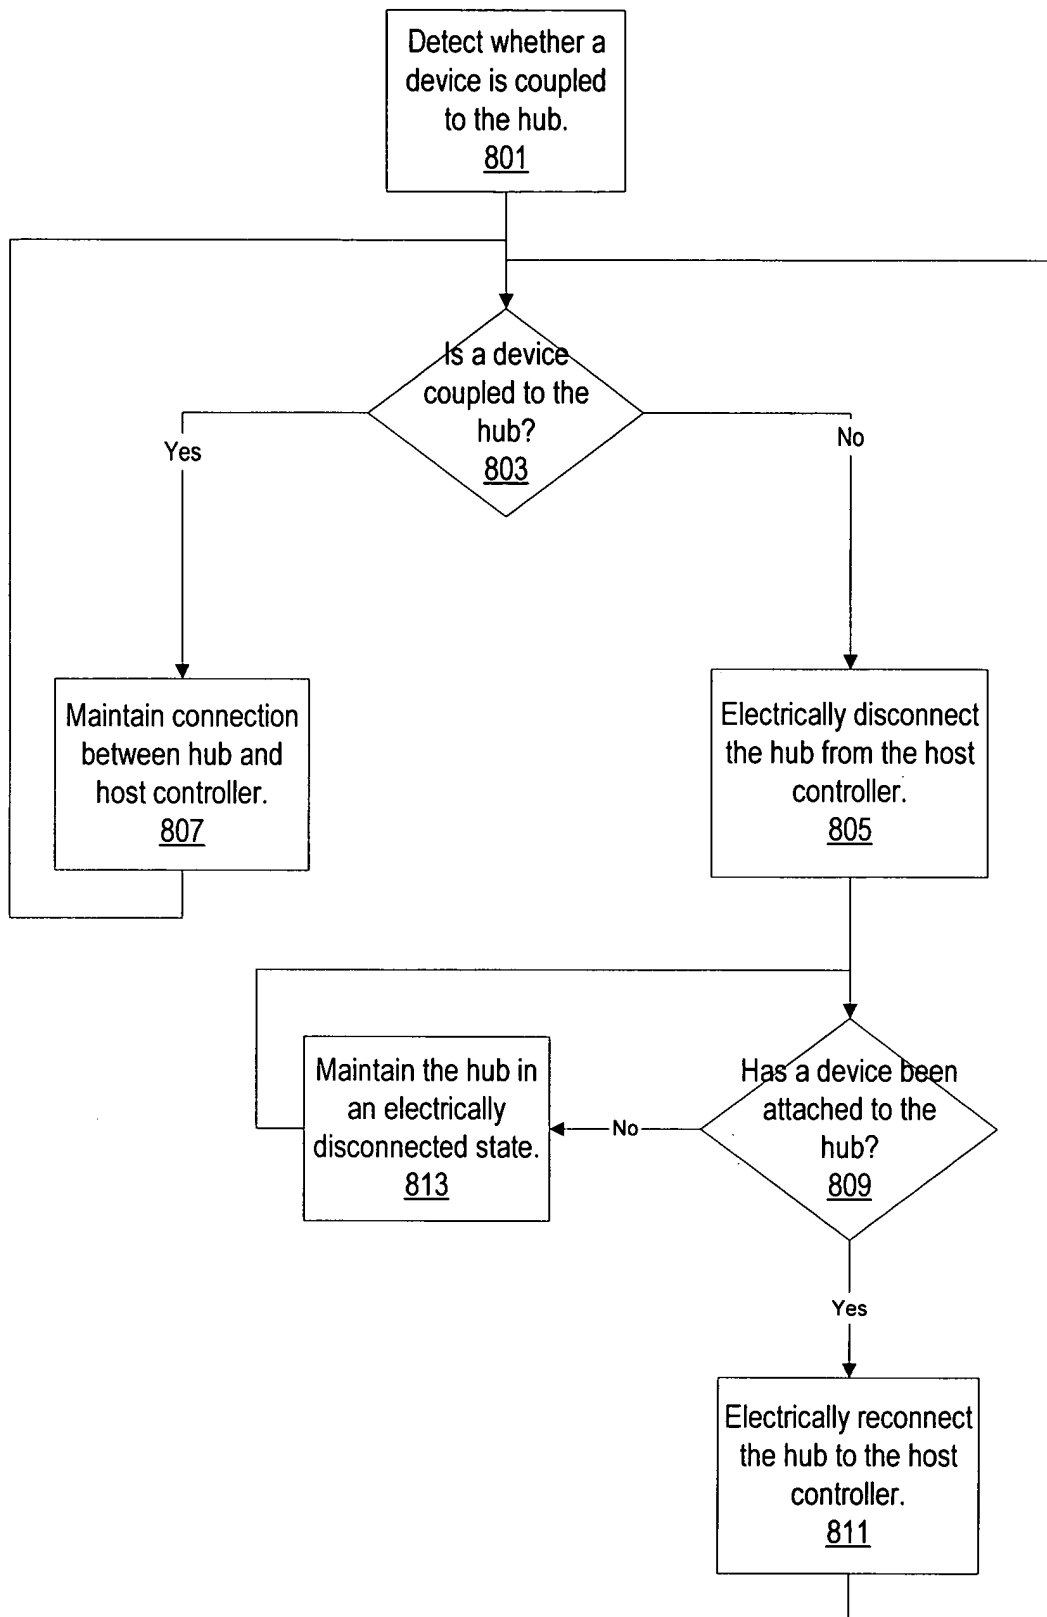 Detect whether a
device is coupled
to the hub.
801
Is a device
coupled to the
hub?
803
Yes
No
Maintain connection
between hub and
host controller.
807
Electrically disconnect
the hub from the host
controller.
805
Maintain the hub in
an electrically
disconnected state.
813
No
Has a device been
attached to the
hub?
809
Yes
Electrically reconnect
the hub to the host
controller.
811